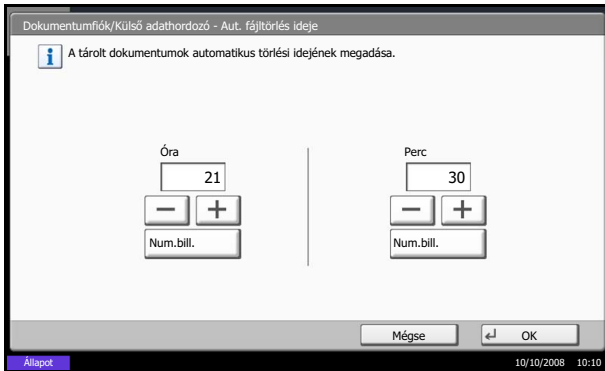 Dokumentumfiók/Külső adathordozó - Aut. fájltörlés ideje
A tárolt dokumentumok automatikus törlési idejének megadása.
Óra
Perc
21
30
Num.bill.
Num.bill.
Mégse
OK
Állapot
10/10/2008 10:10